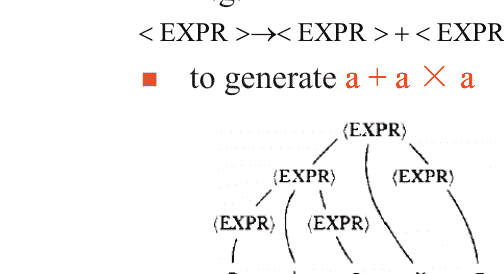 < EXPR >→< EXPR > + < EXPR
to generate a + a × a
⟨EXPR⟩
⟨EXPR⟩ ⟨EXPR⟩
⟨EXPR⟩ ⟨EXPR⟩